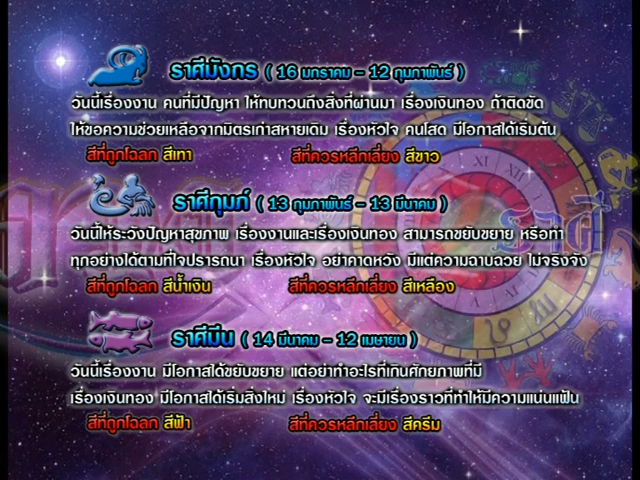 ราศีมังกร ( 16 มกราคม - 12 กุมภาพันธ์ )
วันนี้เรื่องงาน คนที่มีปัญหา ให้ทบทวนถึงสิ่งที่ผ่านมา เรื่องเงินทอง ถ้าติดขัด
ให้ขอความช่วยเหลือจากมิตรเก่าสหายเดิม เรื่องหัวใจ คนโสด มีโอกาสได้เริ่มต้น
สีที่ถูกโฉลก สีเทา สีที่ควรหลีกเลี่ยง สีขาว
ราศีกุมภ์ ( 13 กุมภาพันธ์ - 13 มีนาคม )
วันนี้ให้ระวังปัญหาสุขภาพ เรื่องงานและเรื่องเงินทอง สามารถขยับขยาย หรือทำ
ทุกอย่างได้ตามที่ใจปรารถนา เรื่องหัวใจ อย่าคาดหวัง มีแต่ความฉาบฉวย ไม่จริงจัง
สีที่ถูกโฉลก สีน้ำเงิน สีที่ควรหลีกเลี่ยง สีเหลือง
ราศีมีน ( 14 มีนาคม - 12 เมษายน )
วันนี้เรื่องงาน มีโอกาสได้ขยับขยาย แต่อย่าทำอะไรที่เกินศักยภาพที่มี
เรื่องเงินทอง มีโอกาสได้เริ่มสิ่งใหม่ เรื่องหัวใจ จะมีเรื่องราวที่ทำให้มีความแน่นแฟ้น
สีที่ถูกโฉลก สีฟ้า สีที่ควรหลีกเลี่ยง สีครีม